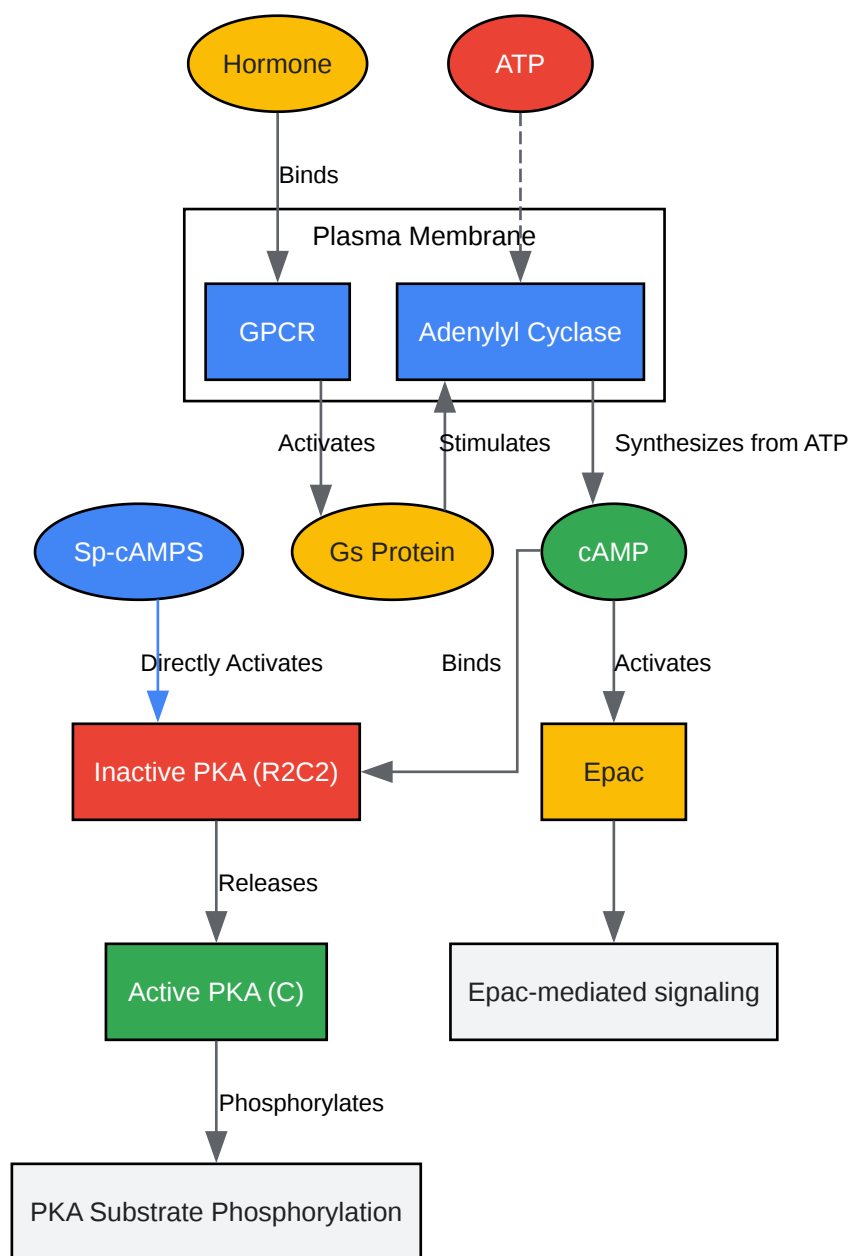 Hormone
ATP
Binds
Plasma Membrane
GPCR
Adenylyl Cyclase
Activates
Stimulates
Synthesizes from ATP
Sp-cAMPS
Gs Protein
cAMP
Directly Activates
Binds
Activates
Inactive PKA (R2C2)
Epac
Releases
Active PKA (C)
Epac-mediated signaling
Phosphorylates
PKA Substrate Phosphorylation